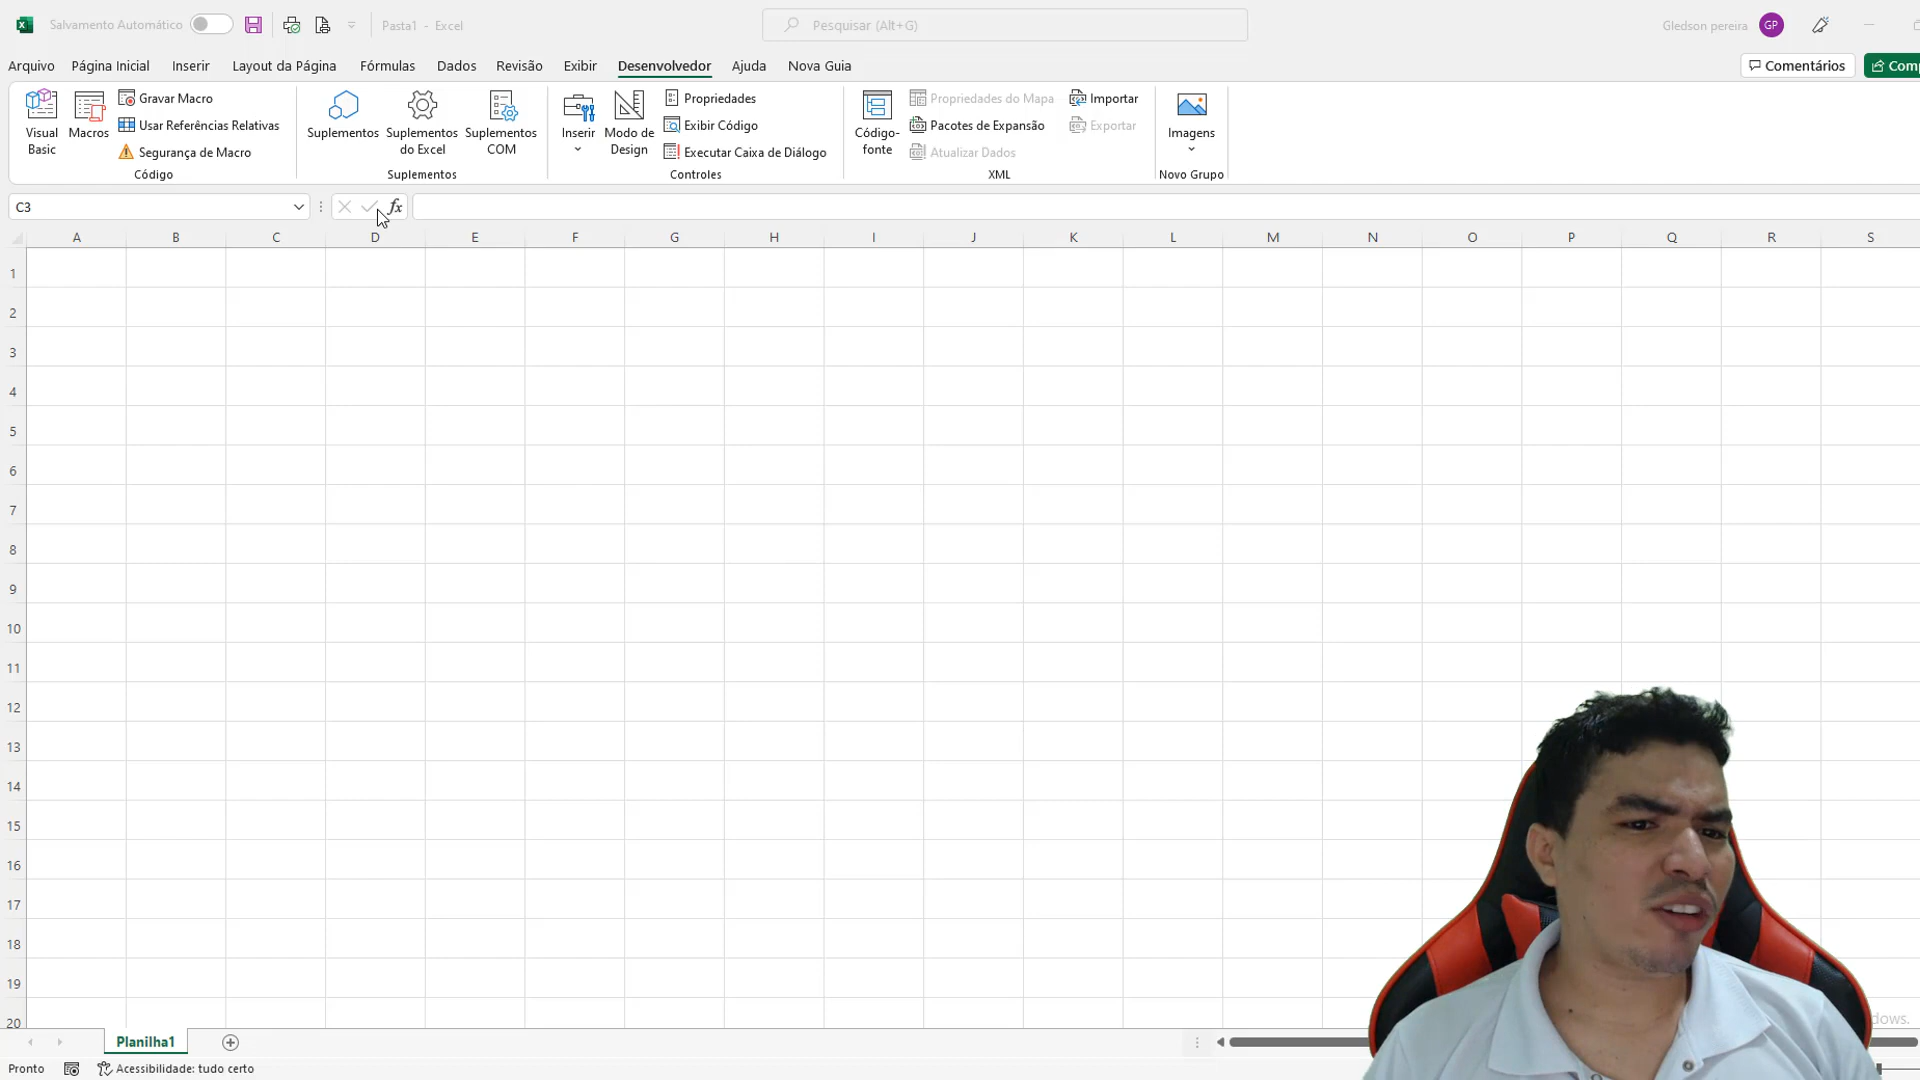 Salvamento Automático
Pasta1 - Excel
Pesquisar (Alt+G)
Gledson pereira
GP
Arquivo Página Inicial Inserir Layout da Página Fórmulas Dados Revisão Exibir Desenvolvedor Ajuda Nova Guia
Comentários
Comp
Visual
Basic
Macros
Gravar Macro
Usar Referências Relativas
Segurança de Macro
Código
Suplementos
Suplementos
do Excel
Suplementos
COM
Suplementos
Inserir
Modo de
Design
Propriedades
Exibir Código
Executar Caixa de Diálogo
Controles
Código-
fonte
Propriedades do Mapa
Pacotes de Expansão
Atualizar Dados
Importar
Exportar
XML
Imagens
Novo Grupo
C3
fx
A B C D E F G H I J K L M N O P Q R S
1
2
3
4
5
6
7
8
9
10
11
12
13
14
15
16
17
18
19
20
dows.
Planilha1
Pronto
Acessibilidade: tudo certo